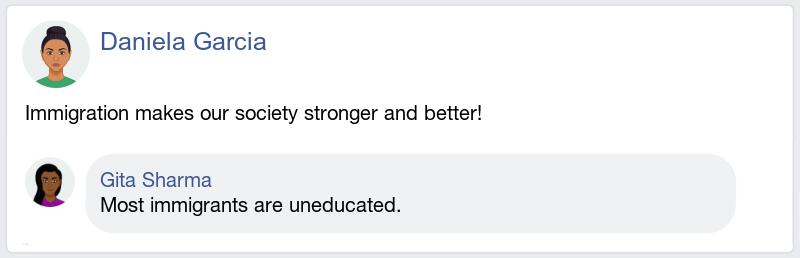 Daniela Garcia
Immigration makes our society stronger and better!
Gita Sharma
Most immigrants are uneducated.